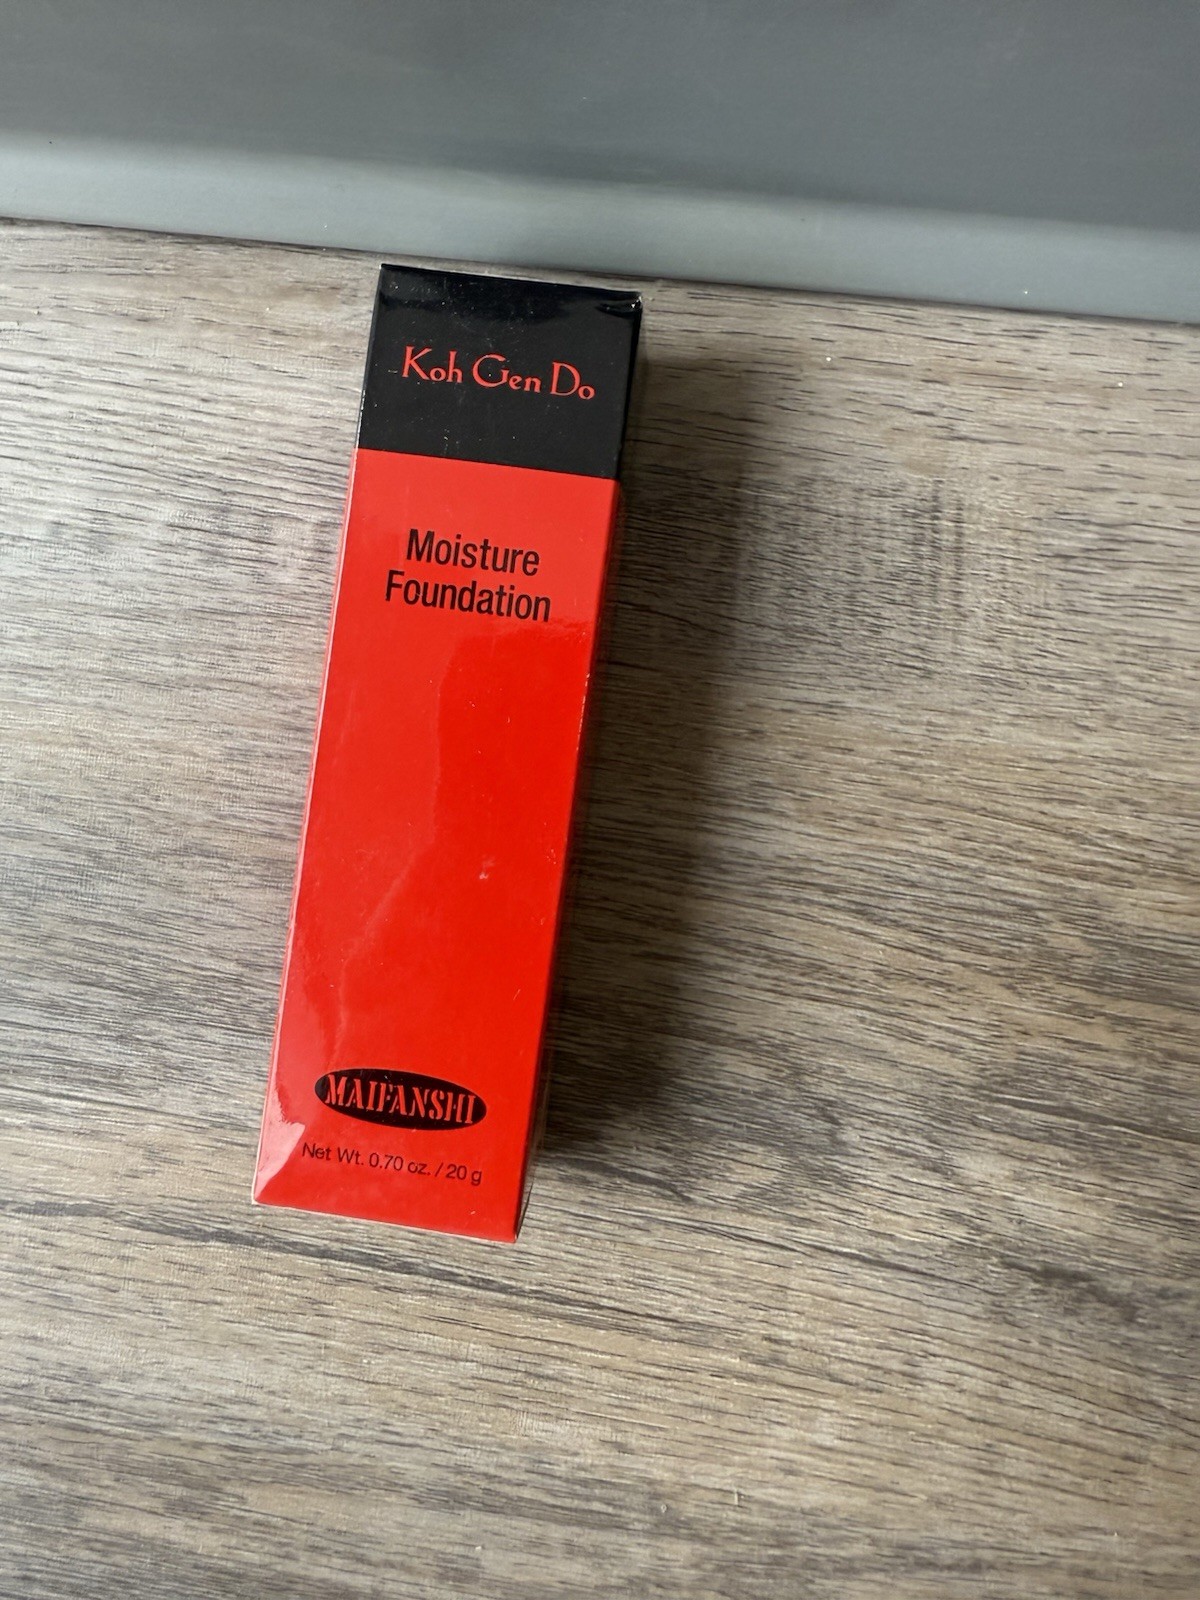 Koh Gen Do
Moisture
Foundation
MAIFANSHI
Net Wt. 0.70 oz. / 20 g